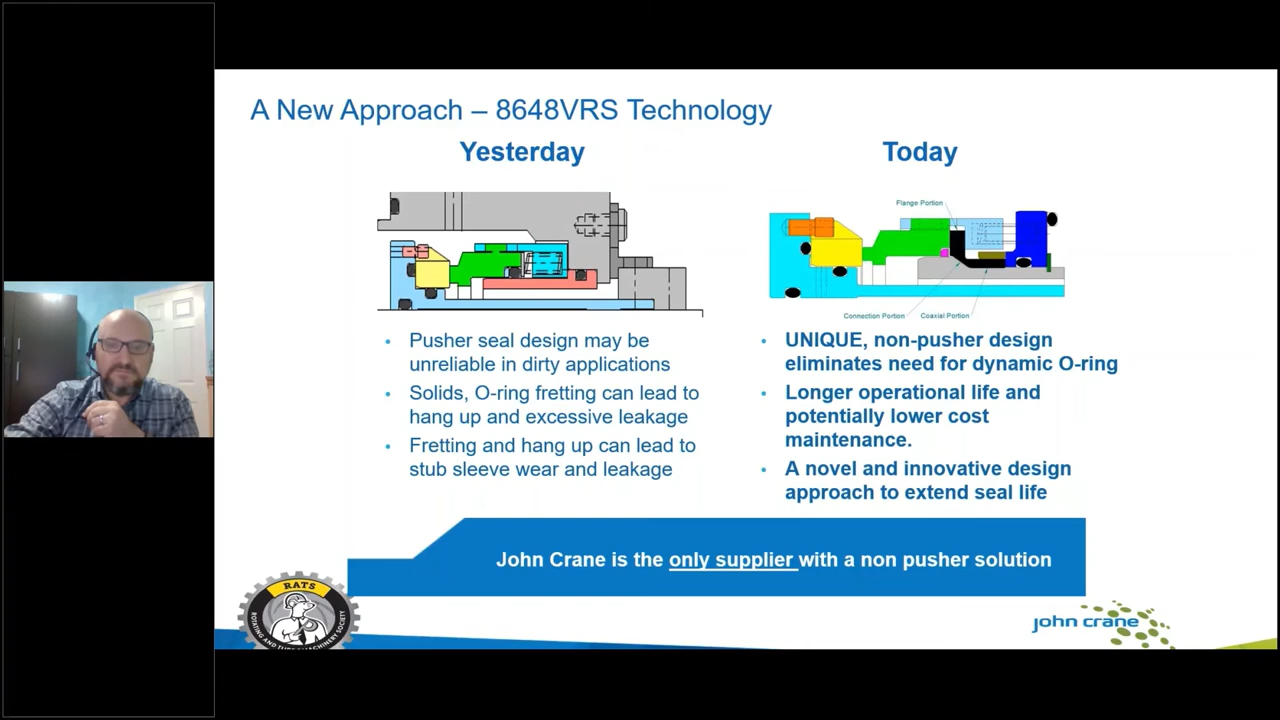 A New Approach – 8648VRS Technology
Yesterday
Today
Flange Portion
Connection Portion
Coaxial Portion
• Pusher seal design may be
unreliable in dirty applications
• Solids, O-ring fretting can lead to
hang up and excessive leakage
• Fretting and hang up can lead to
stub sleeve wear and leakage
• UNIQUE, non-pusher design
eliminates need for dynamic O-ring
• Longer operational life and
potentially lower cost
maintenance.
• A novel and innovative design
approach to extend seal life
John Crane is the only supplier with a non pusher solution
RATS
ROTATING AND SOCIETY
john crane